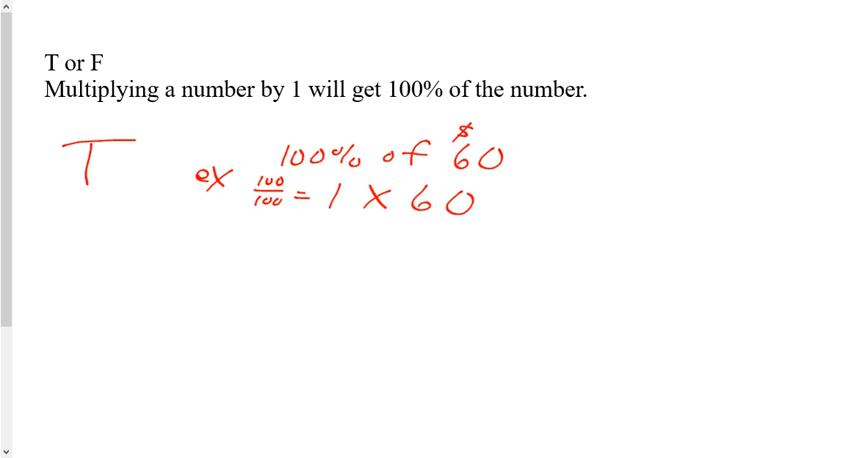 T or F
Multiplying a number by 1 will get 100% of the number.
T ex 100% of $60
100/100 = 1 x 60